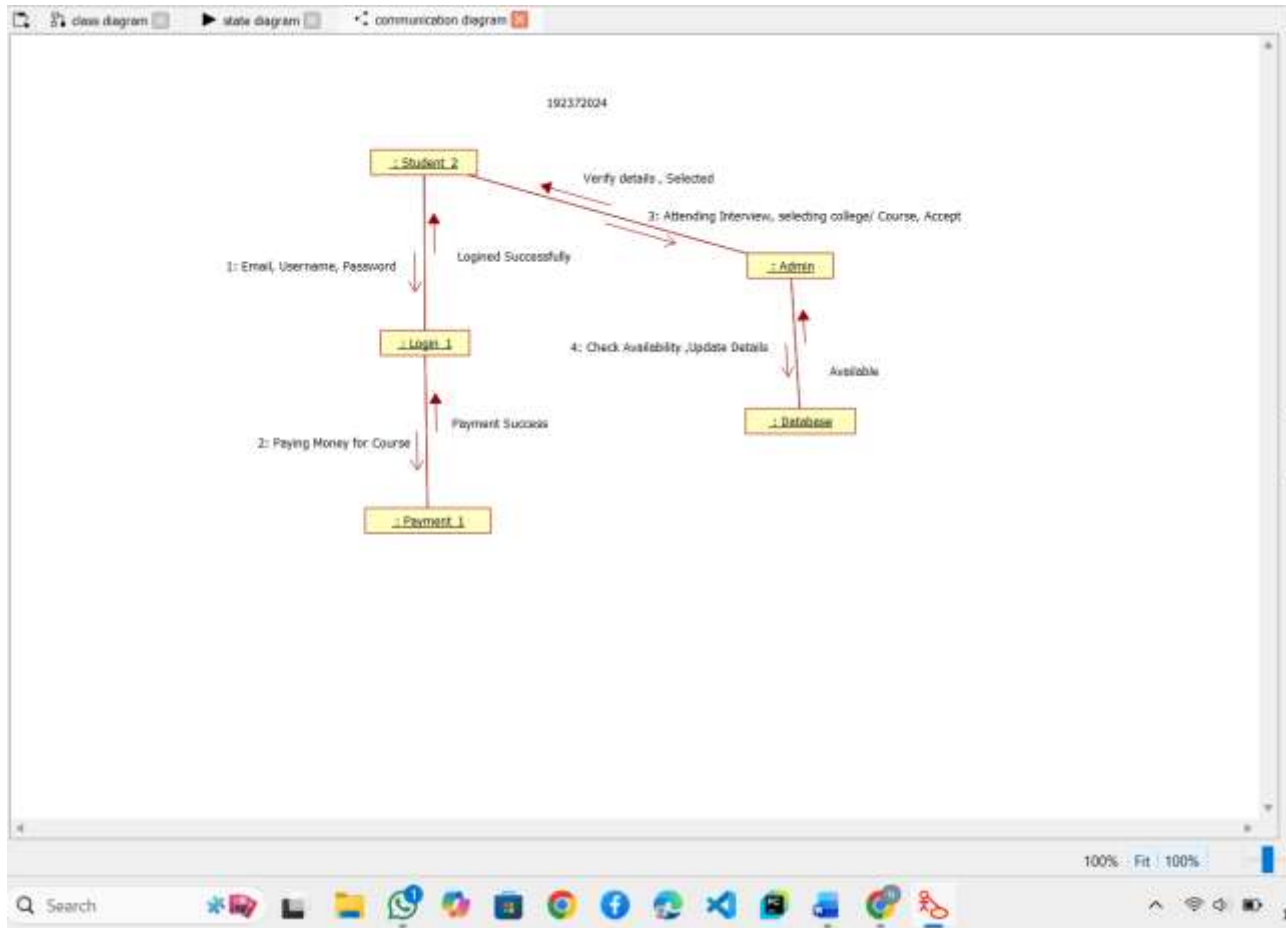 class diagram
state diagram
communication diagram
192372024
: Student_2
Verify details , Selected
3: Attending Interview, selecting college/ Course, Accept
Logined Successfully
1: Email, Username, Password
: Admin
: Login_1
4: Check Availability ,Update Details
Available
: Database
Payment Success
2: Paying Money for Course
: Payment_1
100% Fit 100%
Search